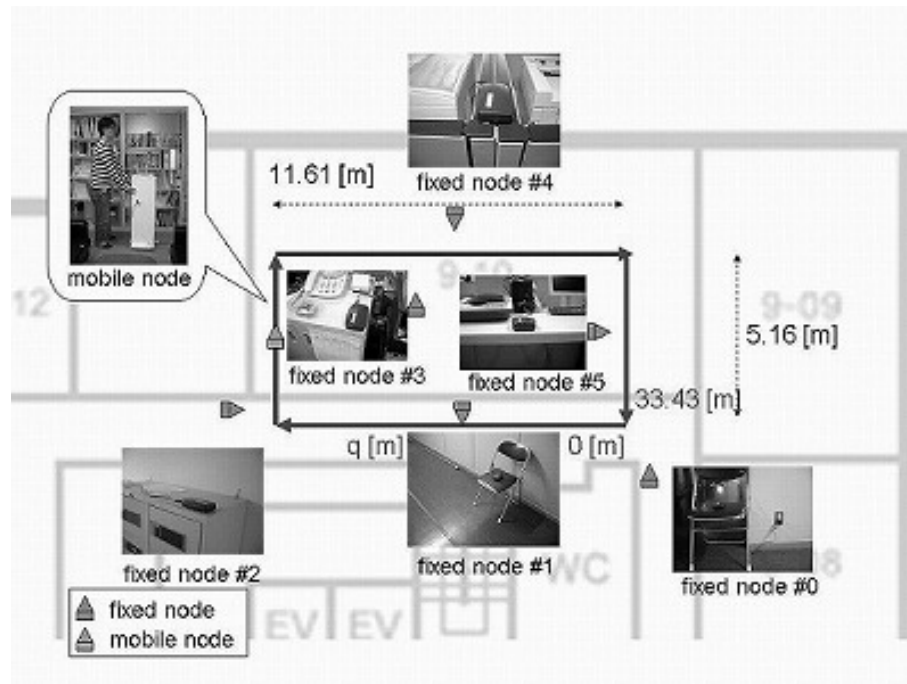 fixed node #4
11.61 [m]
mobile node
9-10
12
9-09
5.16 [m]
fixed node #3
fixed node #5
33.43 [m]
q [m]
0 [m]
fixed node #2
fixed node #1
WC
fixed node #0
fixed node
mobile node
EV
EV